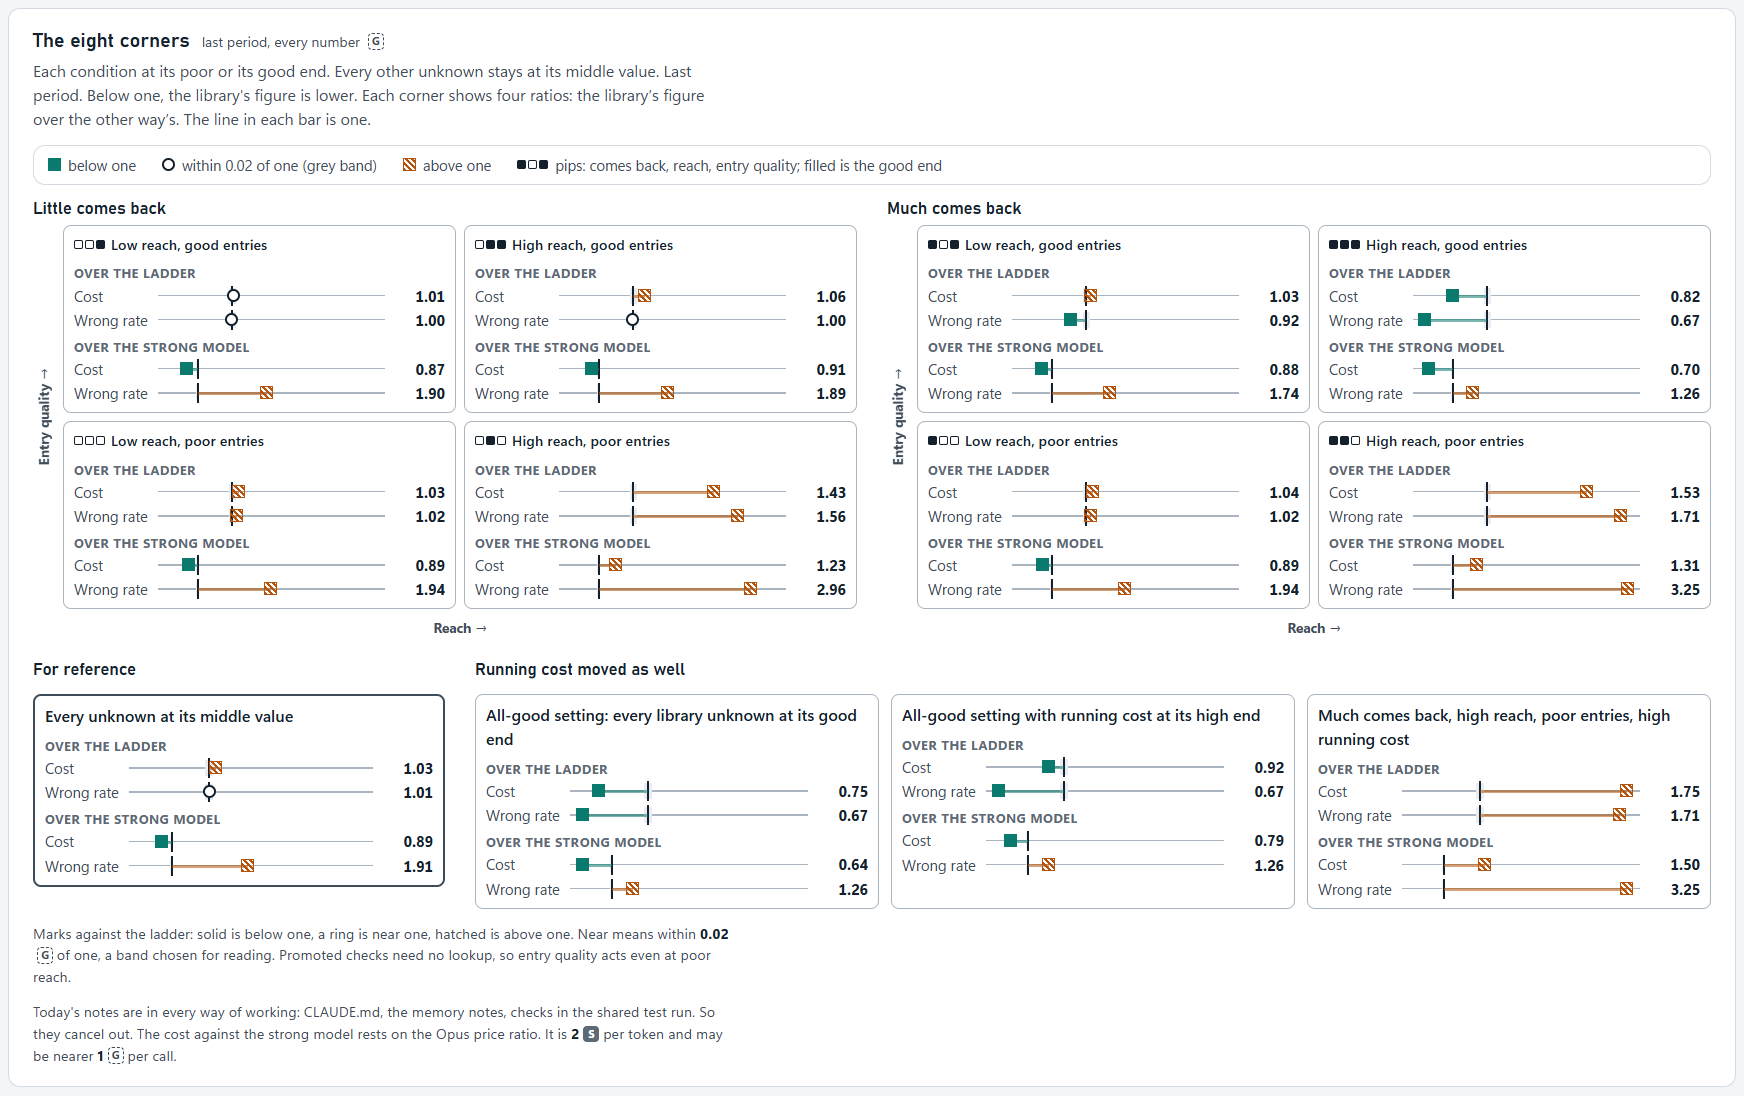 The eight corners last period, every number G
Each condition at its poor or its good end. Every other unknown stays at its middle value. Last
period. Below one, the library's figure is lower. Each corner shows four ratios: the library's figure
over the other way's. The line in each bar is one.
below one within 0.02 of one (grey band) above one pips: comes back, reach, entry quality; filled is the good end
Little comes back
Entry quality →
Low reach, good entries
OVER THE LADDER
Cost 1.01
Wrong rate 1.00
OVER THE STRONG MODEL
Cost 0.87
Wrong rate 1.90
High reach, good entries
OVER THE LADDER
Cost 1.06
Wrong rate 1.00
OVER THE STRONG MODEL
Cost 0.91
Wrong rate 1.89
Low reach, poor entries
OVER THE LADDER
Cost 1.03
Wrong rate 1.02
OVER THE STRONG MODEL
Cost 0.89
Wrong rate 1.94
High reach, poor entries
OVER THE LADDER
Cost 1.43
Wrong rate 1.56
OVER THE STRONG MODEL
Cost 1.23
Wrong rate 2.96
Reach →
Much comes back
Entry quality →
Low reach, good entries
OVER THE LADDER
Cost 1.03
Wrong rate 0.92
OVER THE STRONG MODEL
Cost 0.88
Wrong rate 1.74
High reach, good entries
OVER THE LADDER
Cost 0.82
Wrong rate 0.67
OVER THE STRONG MODEL
Cost 0.70
Wrong rate 1.26
Low reach, poor entries
OVER THE LADDER
Cost 1.04
Wrong rate 1.02
OVER THE STRONG MODEL
Cost 0.89
Wrong rate 1.94
High reach, poor entries
OVER THE LADDER
Cost 1.53
Wrong rate 1.71
OVER THE STRONG MODEL
Cost 1.31
Wrong rate 3.25
Reach →
For reference
Every unknown at its middle value
OVER THE LADDER
Cost 1.03
Wrong rate 1.01
OVER THE STRONG MODEL
Cost 0.89
Wrong rate 1.91
Running cost moved as well
All-good setting: every library unknown at its good
end
OVER THE LADDER
Cost 0.75
Wrong rate 0.67
OVER THE STRONG MODEL
Cost 0.64
Wrong rate 1.26
All-good setting with running cost at its high end
OVER THE LADDER
Cost 0.92
Wrong rate 0.67
OVER THE STRONG MODEL
Cost 0.79
Wrong rate 1.26
Much comes back, high reach, poor entries, high
running cost
OVER THE LADDER
Cost 1.75
Wrong rate 1.71
OVER THE STRONG MODEL
Cost 1.50
Wrong rate 3.25
Marks against the ladder: solid is below one, a ring is near one, hatched is above one. Near means within 0.02
G of one, a band chosen for reading. Promoted checks need no lookup, so entry quality acts even at poor
reach.
Today's notes are in every way of working: CLAUDE.md, the memory notes, checks in the shared test run. So
they cancel out. The cost against the strong model rests on the Opus price ratio. It is 2 S per token and may
be nearer 1 G per call.